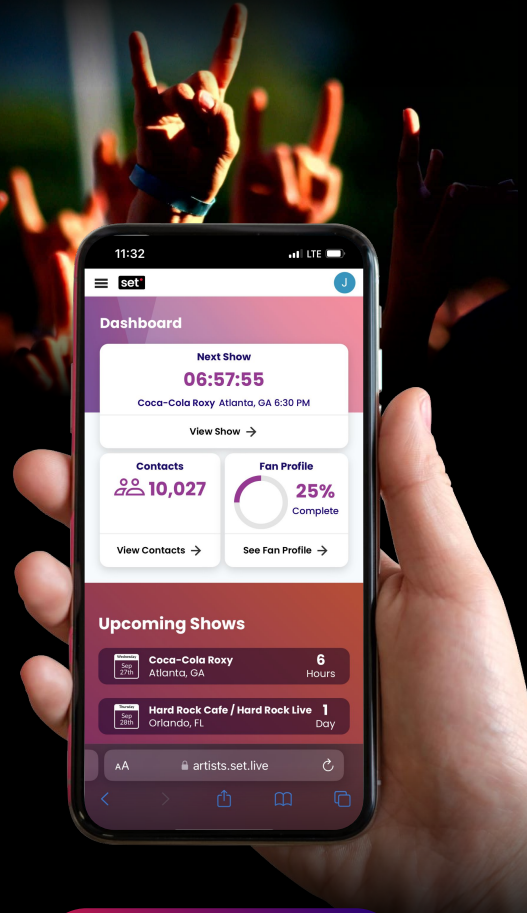 11:32 LTE
set
J
Dashboard
Next Show
06:57:55
Coca-Cola Roxy Atlanta, GA 6:30 PM
View Show →
Contacts
10,027
View Contacts →
Fan Profile
25%
Complete
See Fan Profile →
Upcoming Shows
Wednesday
Sep
27th
Coca-Cola Roxy
Atlanta, GA
6
Hours
Thursday
Sep
28th
Hard Rock Cafe / Hard Rock Live
Orlando, FL
1
Day
AA artists.set.live